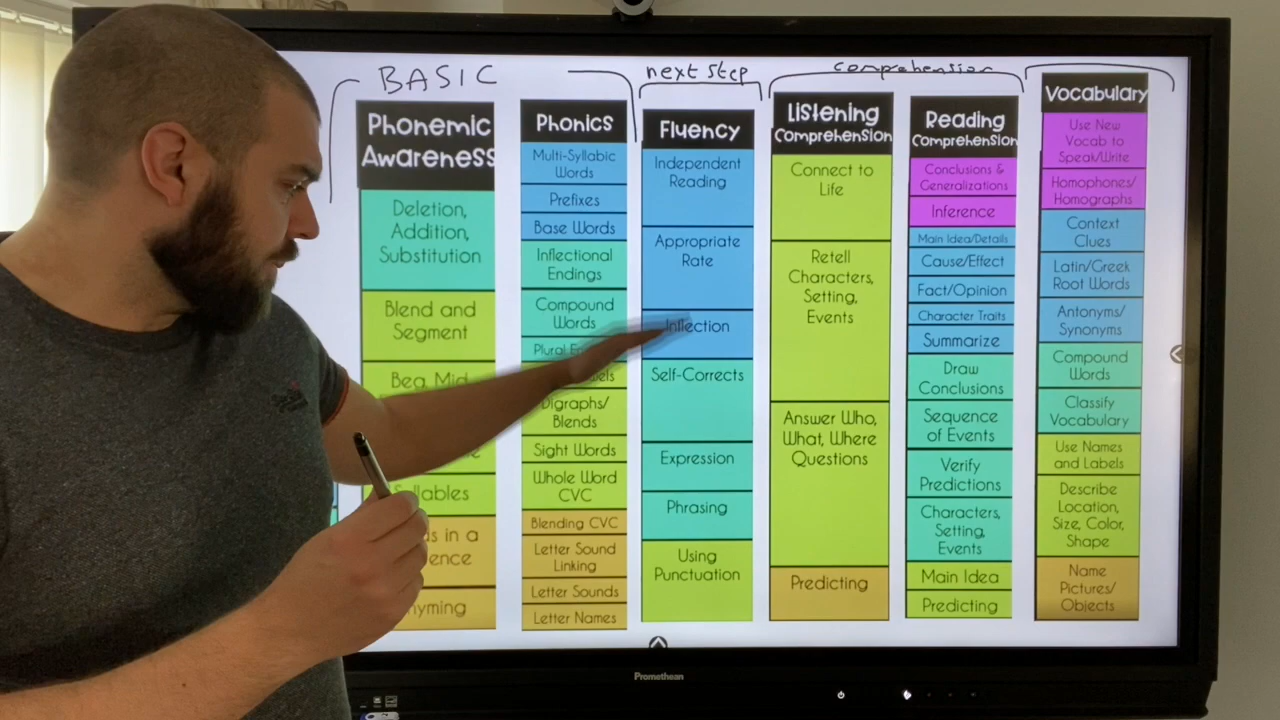 BASIC
next step
comprehension
Phonemic
Awareness
Deletion,
Addition,
Substitution
Blend and
Segment
Beg, Mid,
Syllables
in a
Phonics
Multi-Syllabic
Words
Prefixes
Base Words
Inflectional
Endings
Compound
Words
Plural
Digraphs/
Blends
Sight Words
Whole Word
CVC
Blending CVC
Letter Sound
Linking
Letter Sounds
Letter Names
Fluency
Independent
Reading
Appropriate
Rate
Inflection
Self-Corrects
Expression
Phrasing
Using
Punctuation
Listening
Comprehension
Connect to
Life
Retell
Characters,
Setting,
Events
Answer Who,
What, Where
Questions
Predicting
Reading
Comprehension
Conclusions &
Generalizations
Inference
Main Idea/Details
Cause/Effect
Fact/Opinion
Character Traits
Summarize
Draw
Conclusions
Sequence
of Events
Verify
Predictions
Characters,
Setting,
Events
Main Idea
Predicting
Vocabulary
Use New
Vocab to
Speak/Write
Homophones/
Homographs
Context
Clues
Latin/Greek
Root Words
Antonyms/
Synonyms
Compound
Words
Classify
Vocabulary
Use Names
and Labels
Describe
Location,
Size, Color,
Shape
Name
Pictures/
Objects
Promethean